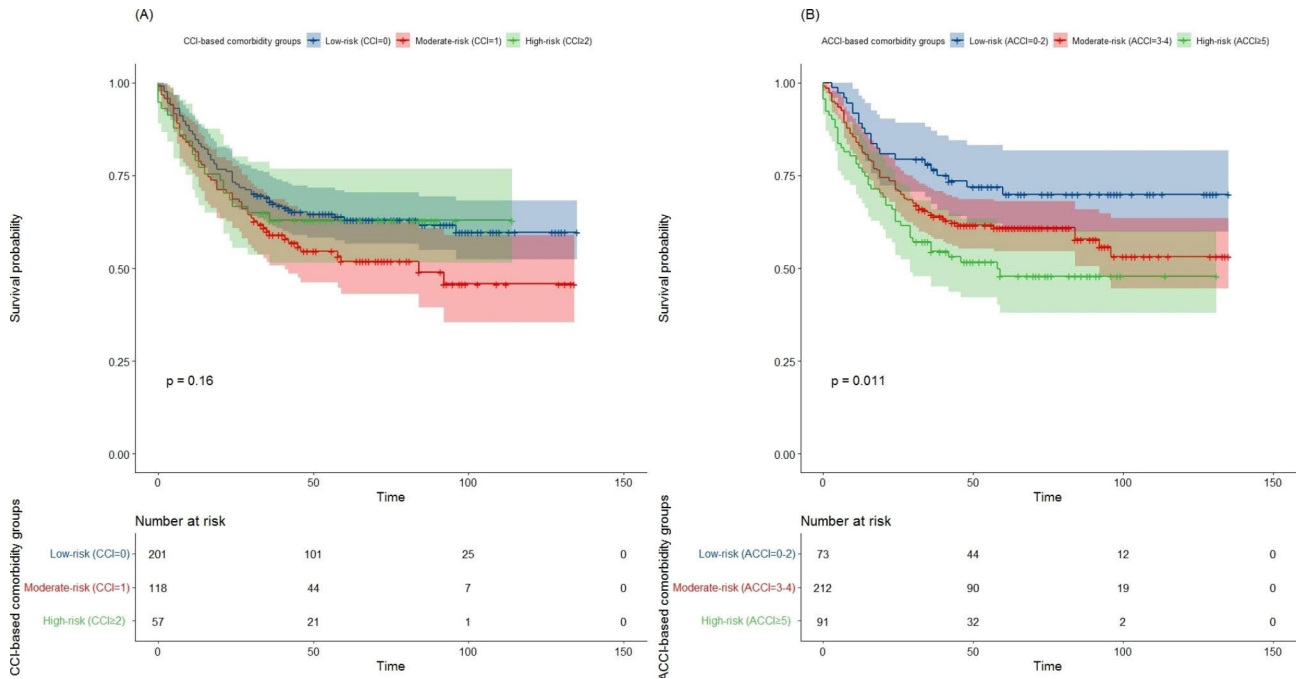 (A)
CCI-based comorbidity groups Low-risk (CCI=0) Moderate-risk (CCI=1) High-risk (CCI≥2)
1.00
0.75
0.50
0.25
0.00
Survival probability
p = 0.16
0 50 100 150
Time
Number at risk
CCI-based comorbidity groups
Low-risk (CCI=0) 201 101 25 0
Moderate-risk (CCI=1) 118 44 7 0
High-risk (CCI≥2) 57 21 1 0
0 50 100 150
Time
(B)
ACCI-based comorbidity groups Low-risk (ACCI=0-2) Moderate-risk (ACCI=3-4) High-risk (ACCI≥5)
1.00
0.75
0.50
0.25
0.00
Survival probability
p = 0.011
0 50 100 150
Time
Number at risk
ACCI-based comorbidity groups
Low-risk (ACCI=0-2) 73 44 12 0
Moderate-risk (ACCI=3-4) 212 90 19 0
High-risk (ACCI≥5) 91 32 2 0
0 50 100 150
Time